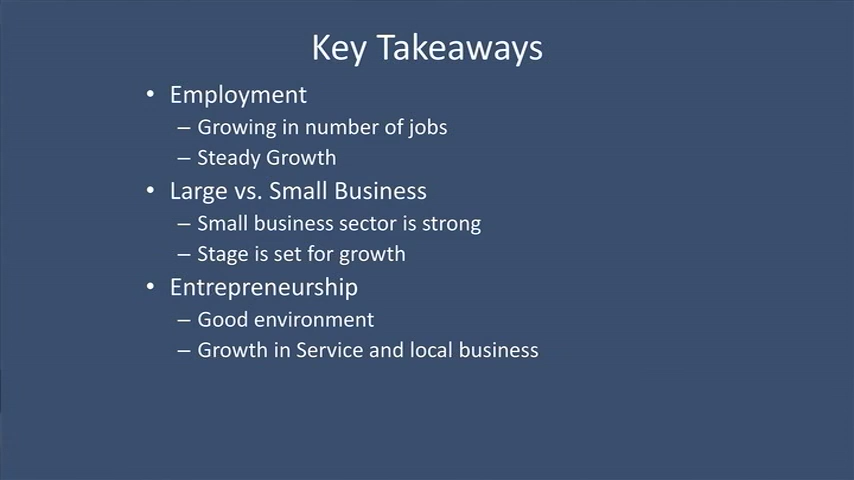 Key Takeaways
• Employment
– Growing in number of jobs
– Steady Growth
• Large vs. Small Business
– Small business sector is strong
– Stage is set for growth
• Entrepreneurship
– Good environment
– Growth in Service and local business